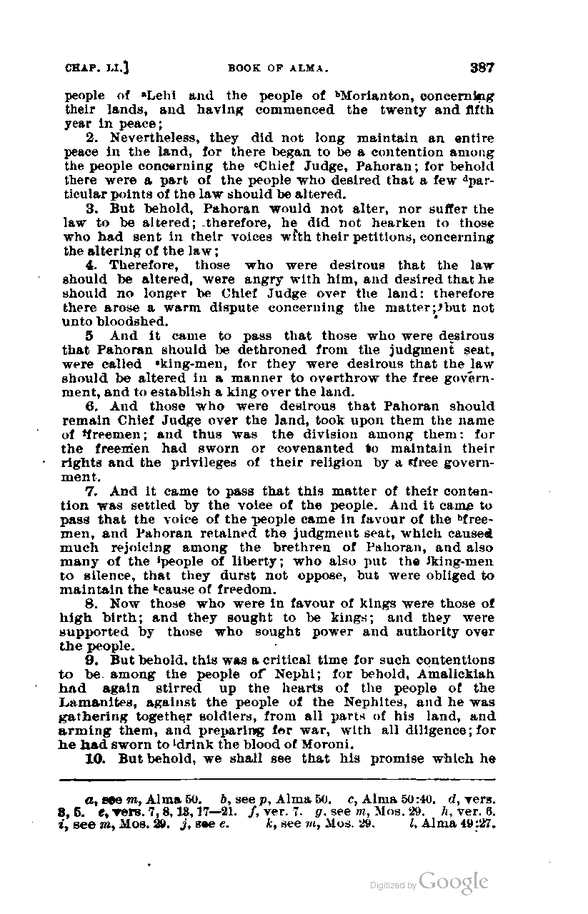 CHAP. LI.] BOOK OF ALMA. 387
people of ᵃLehi and the people of ᵇMorianton, concerning
their lands, and having commenced the twenty and fifth
year in peace;
2. Nevertheless, they did not long maintain an entire
peace in the land, for there began to be a contention among
the people concerning the ᶜChief Judge, Pahoran; for behold
there were a part of the people who desired that a few ᵈpar-
ticular points of the law should be altered.
3. But behold, Pahoran would not alter, nor suffer the
law to be altered; therefore, he did not hearken to those
who had sent in their voices with their petitions, concerning
the altering of the law;
4. Therefore, those who were desirous that the law
should be altered, were angry with him, and desired that he
should no longer be Chief Judge over the land: therefore
there arose a warm dispute concerning the matter; but not
unto bloodshed.
5 And it came to pass that those who were desirous
that Pahoran should be dethroned from the judgment seat,
were called ᵉking-men, for they were desirous that the law
should be altered in a manner to overthrow the free govern-
ment, and to establish a king over the land.
6. And those who were desirous that Pahoran should
remain Chief Judge over the land, took upon them the name
of ᶠfreemen; and thus was the division among them: for
the freemen had sworn or covenanted to maintain their
rights and the privileges of their religion by a ᵍfree govern-
ment.
7. And it came to pass that this matter of their conten-
tion was settled by the voice of the people. And it came to
pass that the voice of the people came in favour of the ʰfree-
men, and Pahoran retained the judgment seat, which caused
much rejoicing among the brethren of Pahoran, and also
many of the ⁱpeople of liberty; who also put the ʲking-men
to silence, that they durst not oppose, but were obliged to
maintain the ᵏcause of freedom.
8. Now those who were in favour of kings were those of
high birth; and they sought to be kings; and they were
supported by those who sought power and authority over
the people.
9. But behold, this was a critical time for such contentions
to be among the people of Nephi; for behold, Amalickiah
had again stirred up the hearts of the people of the
Lamanites, against the people of the Nephites, and he was
gathering together soldiers, from all parts of his land, and
arming them, and preparing for war, with all diligence; for
he had sworn to ˡdrink the blood of Moroni.
10. But behold, we shall see that his promise which he
a, see m, Alma 50. b, see p, Alma 50. c, Alma 50:40. d, vers.
3, 5. e, vers. 7, 8, 13, 17—21. f, ver. 7. g. see m, Mos. 29. h, ver. 6.
i, see m, Mos. 29. j, see e. k, see m, Mos. 29. l, Alma 49:27.
Digitized by Google